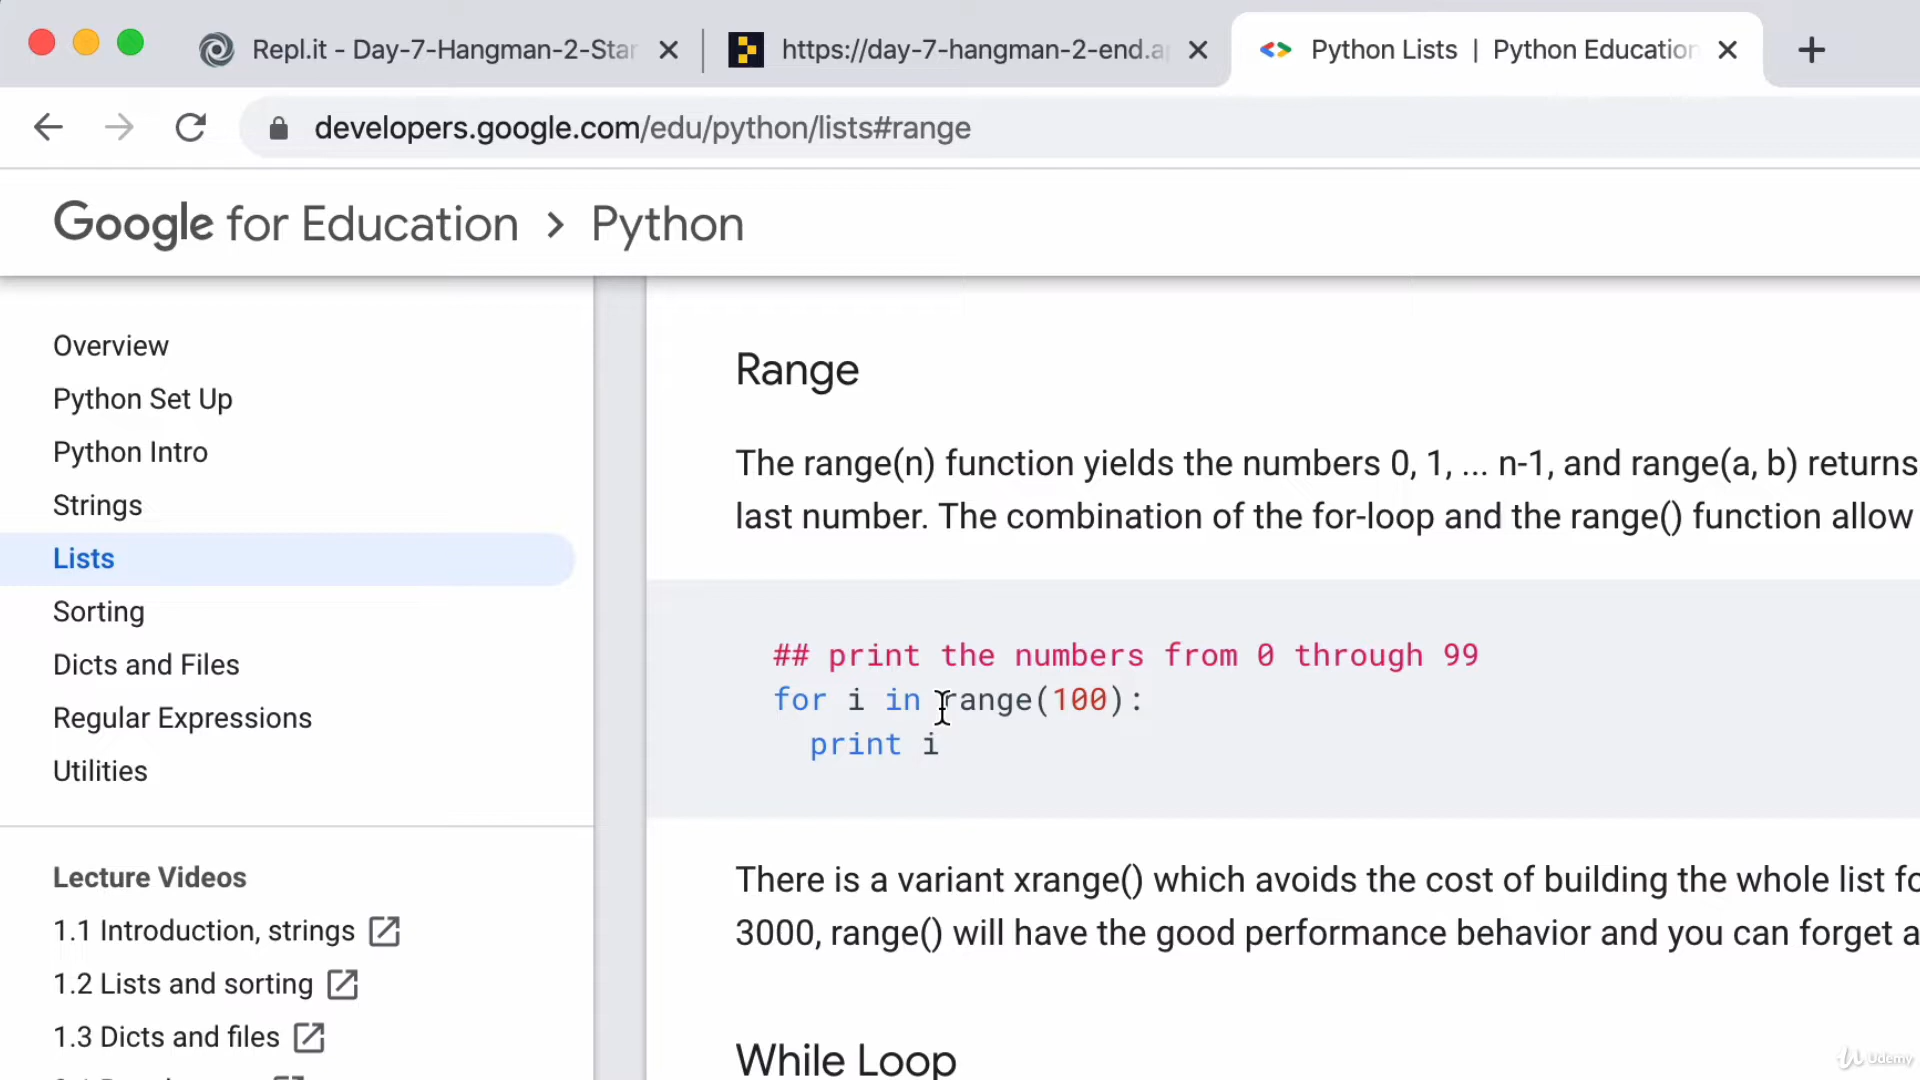 Repl.it - Day-7-Hangman-2-Star
https://day-7-hangman-2-end.ap
Python Lists | Python Education
developers.google.com/edu/python/lists#range
Google for Education > Python
Overview
Python Set Up
Python Intro
Strings
Lists
Sorting
Dicts and Files
Regular Expressions
Utilities
Lecture Videos
1.1 Introduction, strings
1.2 Lists and sorting
1.3 Dicts and files
Range
The range(n) function yields the numbers 0, 1, ... n-1, and range(a, b) returns
last number. The combination of the for-loop and the range() function allow
## print the numbers from 0 through 99
for i in range(100):
print i
There is a variant xrange() which avoids the cost of building the whole list fo
3000, range() will have the good performance behavior and you can forget a
While Loop
Udemy